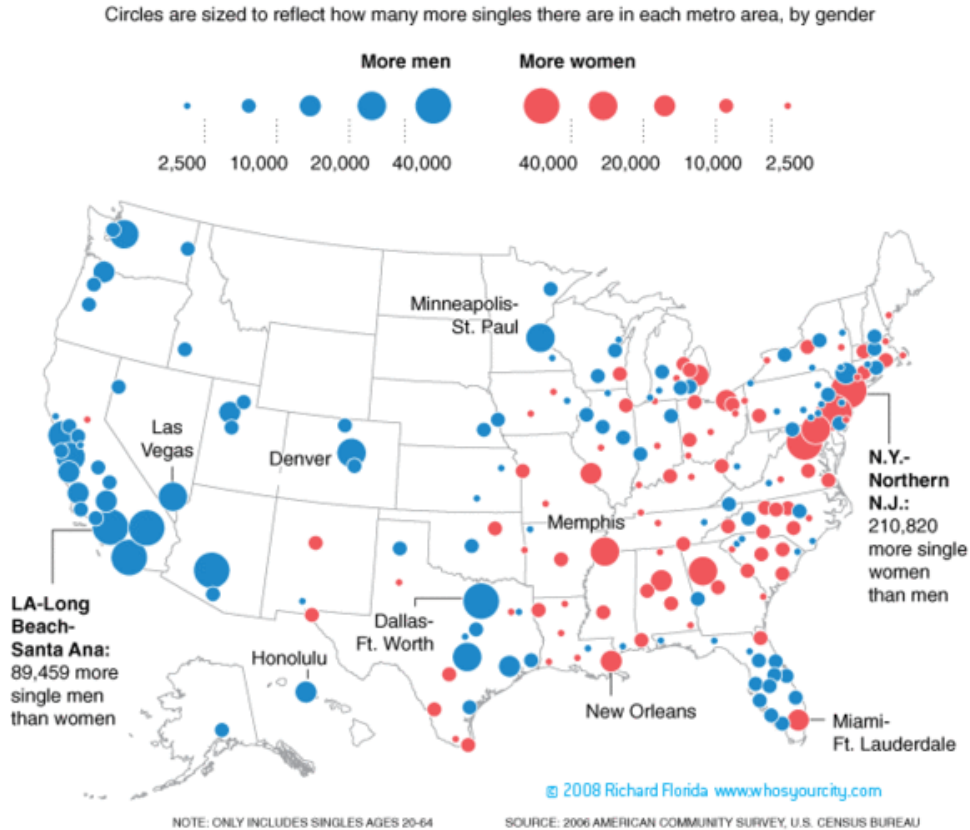 Circles are sized to reflect how many more singles there are in each metro area, by gender
More men
More women
2,500 10,000 20,000 40,000
40,000 20,000 10,000 2,500
Minneapolis-
St. Paul
Las
Vegas
Denver
N.Y.-
Northern
N.J.:
210,820
more single
women
than men
Memphis
LA-Long
Beach-
Santa Ana:
89,459 more
single men
than women
Dallas-
Ft. Worth
Honolulu
New Orleans
Miami-
Ft. Lauderdale
© 2008 Richard Florida www.whosyourcity.com
NOTE: ONLY INCLUDES SINGLES AGES 20-64
SOURCE: 2006 AMERICAN COMMUNITY SURVEY, U.S. CENSUS BUREAU